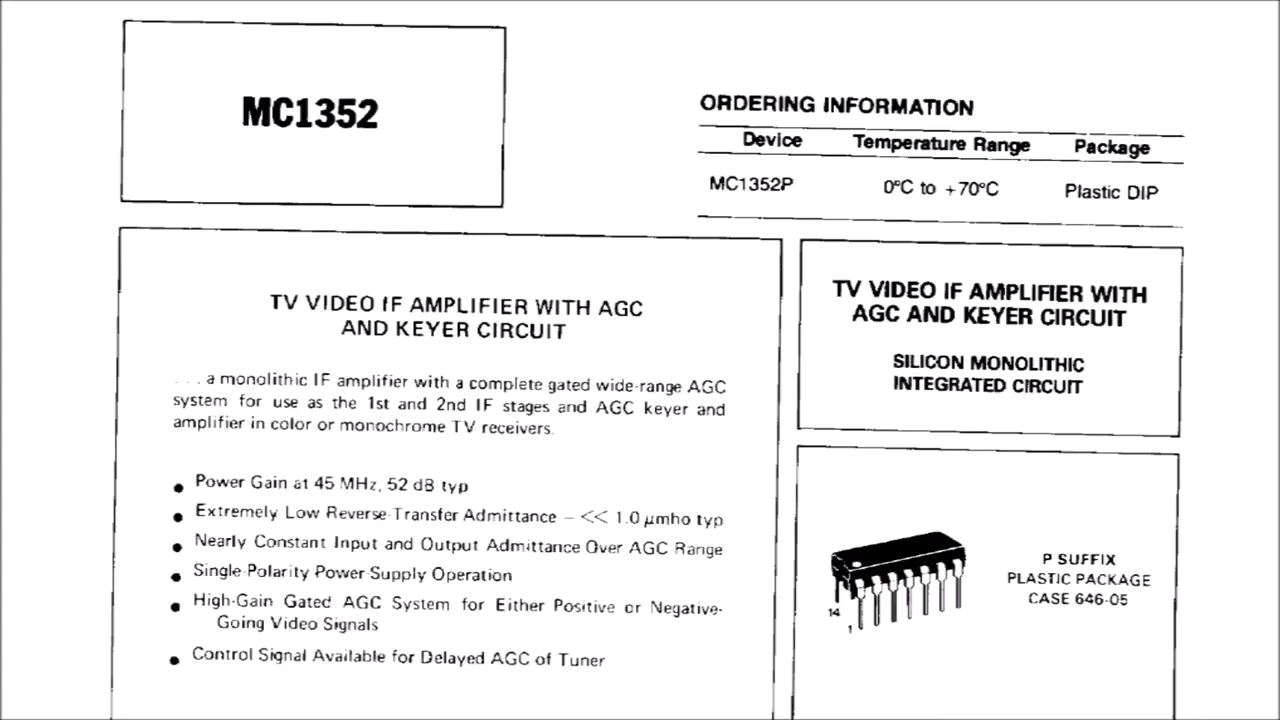 MC1352
ORDERING INFORMATION
Device Temperature Range Package
MC1352P 0°C to +70°C Plastic DIP
TV VIDEO IF AMPLIFIER WITH AGC
AND KEYER CIRCUIT
. . . a monolithic IF amplifier with a complete gated wide-range AGC
system for use as the 1st and 2nd IF stages and AGC keyer and
amplifier in color or monochrome TV receivers.
● Power Gain at 45 MHz, 52 dB typ
● Extremely Low Reverse-Transfer Admittance – << 1.0 µmho typ
● Nearly Constant Input and Output Admittance Over AGC Range
● Single-Polarity Power-Supply Operation
● High-Gain Gated AGC System for Either Positive or Negative-
Going Video Signals
● Control Signal Available for Delayed AGC of Tuner
TV VIDEO IF AMPLIFIER WITH
AGC AND KEYER CIRCUIT
SILICON MONOLITHIC
INTEGRATED CIRCUIT
14
1
P SUFFIX
PLASTIC PACKAGE
CASE 646-05